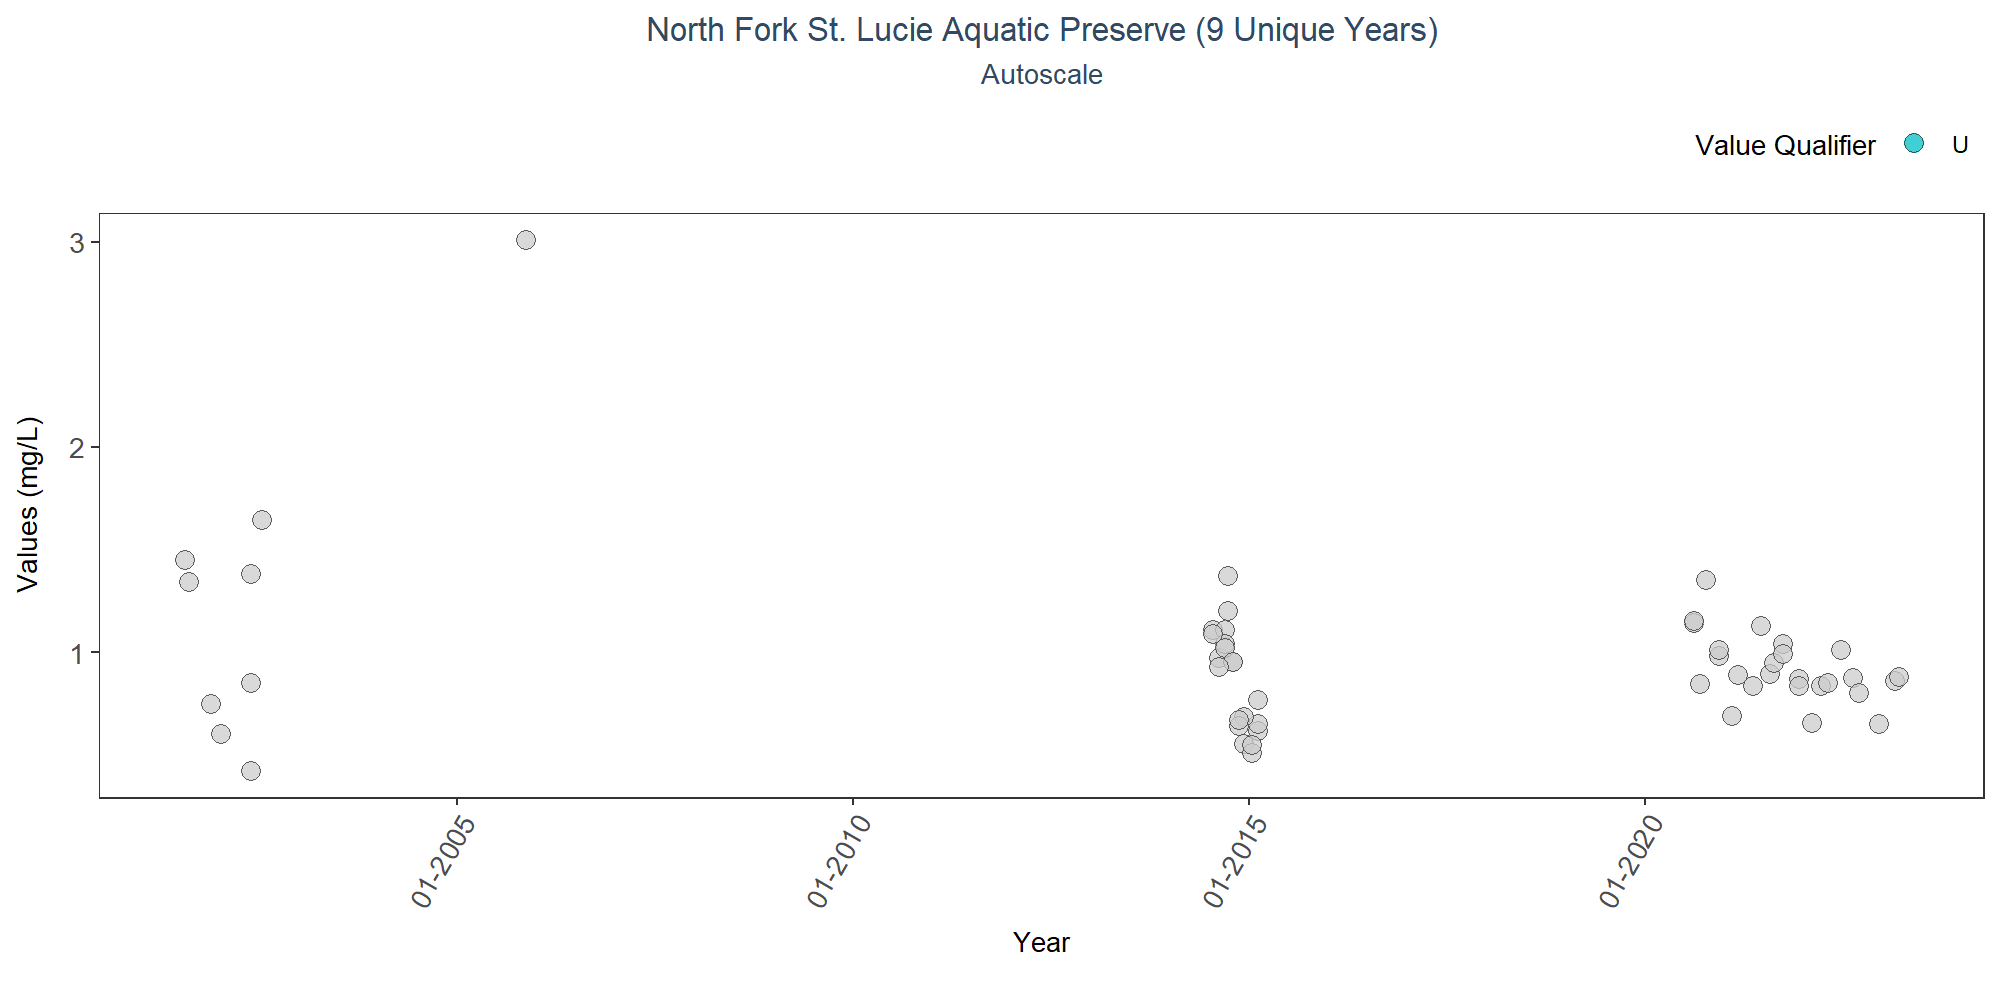 North Fork St. Lucie Aquatic Preserve (9 Unique Years)
Autoscale
Value Qualifier U
Values (mg/L)
3
2
1
01-2005 01-2010 01-2015 01-2020
Year